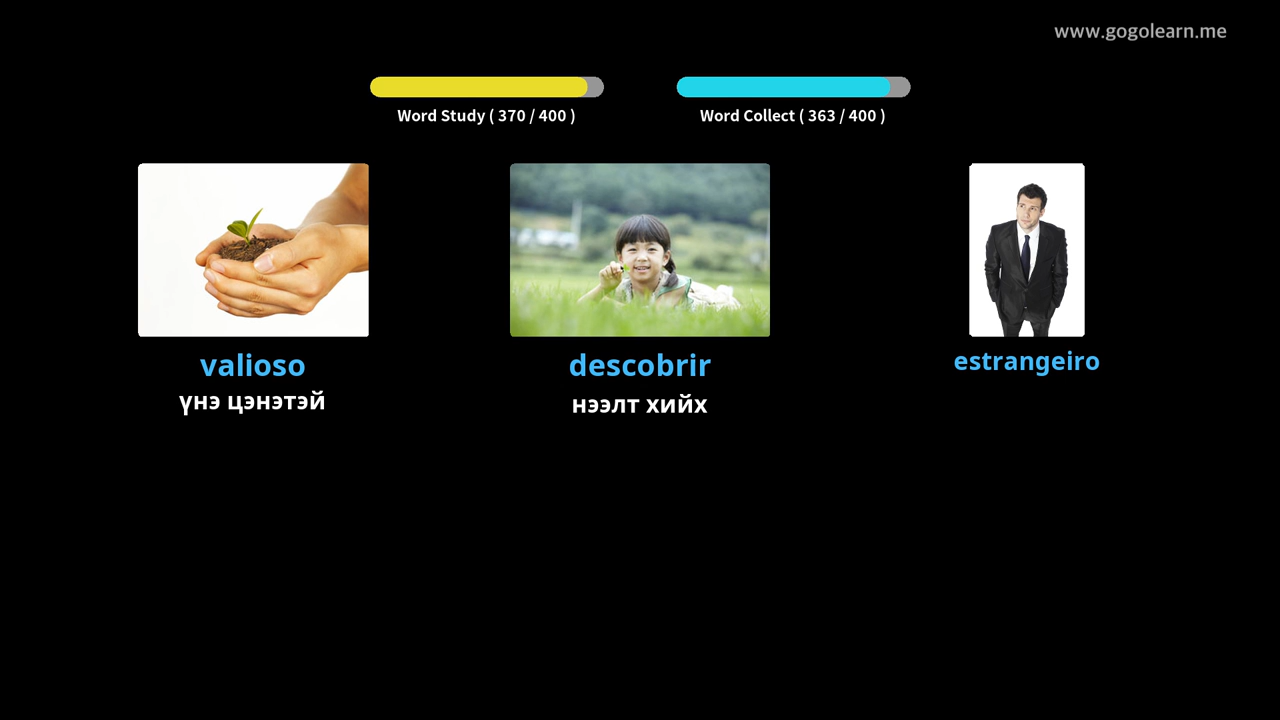 www.gogolearn.me
Word Study ( 370 / 400 )
Word Collect ( 363 / 400 )
valioso
үнэ цэнэтэй
descobrir
нээлт хийх
estrangeiro